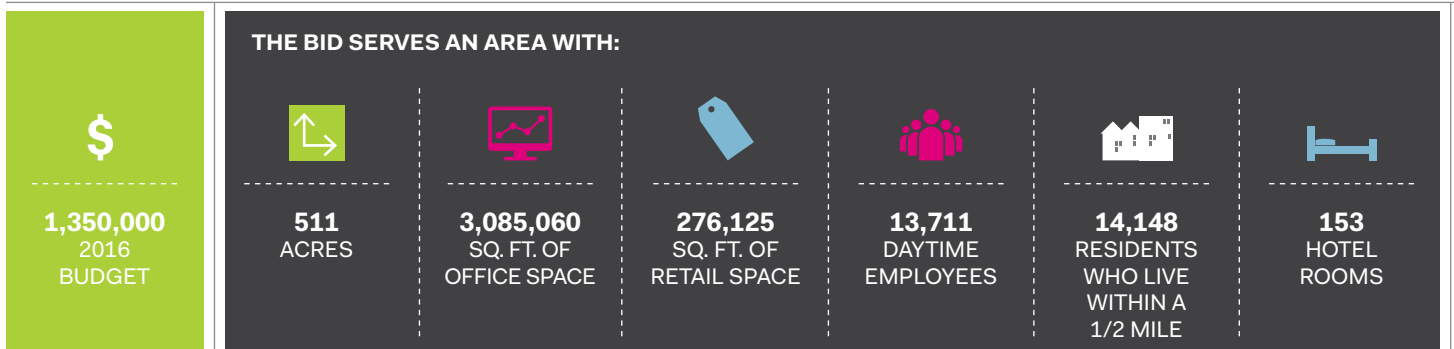 $
1,350,000
2016
BUDGET
THE BID SERVES AN AREA WITH:
511
ACRES
3,085,060
SQ. FT. OF
OFFICE SPACE
276,125
SQ. FT. OF
RETAIL SPACE
13,711
DAYTIME
EMPLOYEES
14,148
RESIDENTS
WHO LIVE
WITHIN A
1/2 MILE
153
HOTEL
ROOMS